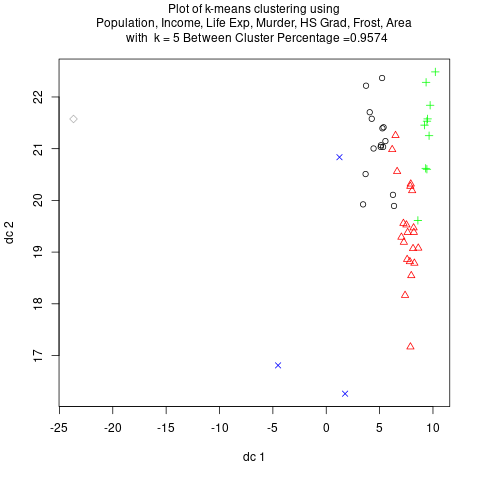 Plot of k-means clustering using
Population, Income, Life Exp, Murder, HS Grad, Frost, Area
with k = 5 Between Cluster Percentage =0.9574
22
21
20
19
18
17
dc 2
-25 -20 -15 -10 -5 0 5 10
dc 1